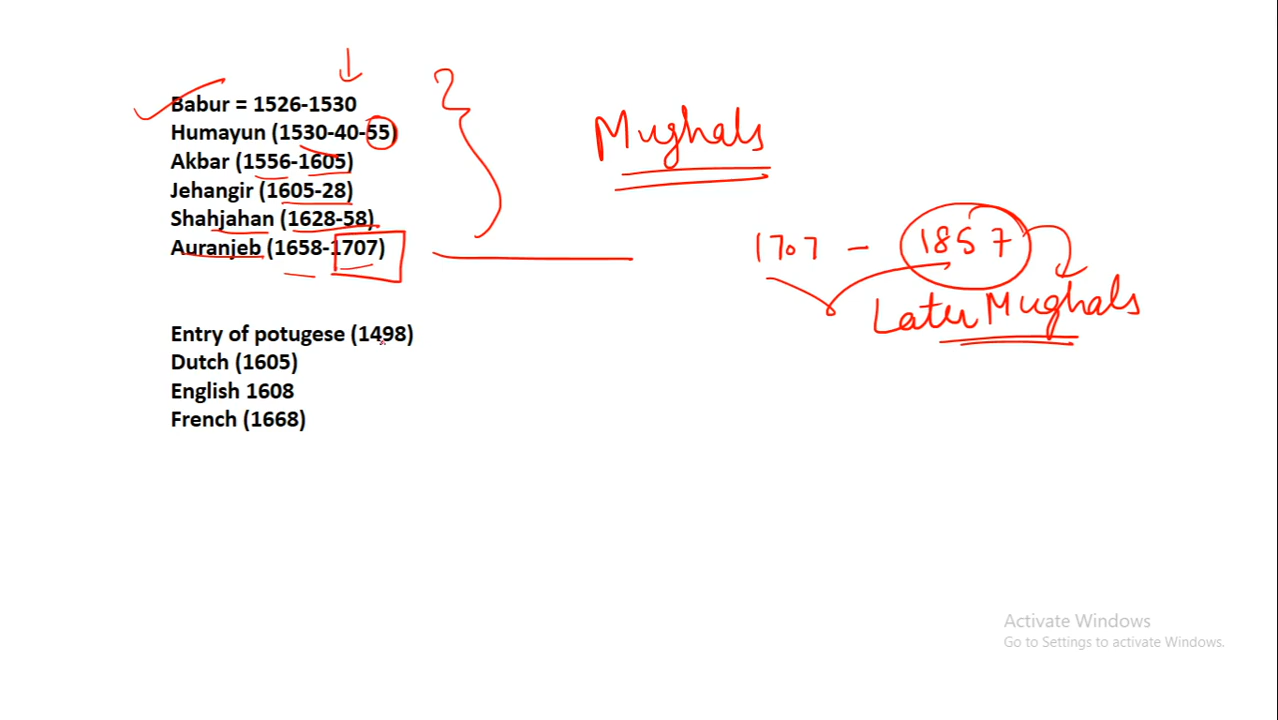 Babur = 1526-1530
Humayun (1530-40-55)
Akbar (1556-1605)
Jehangir (1605-28)
Shahjahan (1628-58)
Auranjeb (1658-1707)
Mughals
1707 - 1857
Later Mughals
Entry of potugese (1498)
Dutch (1605)
English 1608
French (1668)
Activate Windows
Go to Settings to activate Windows.